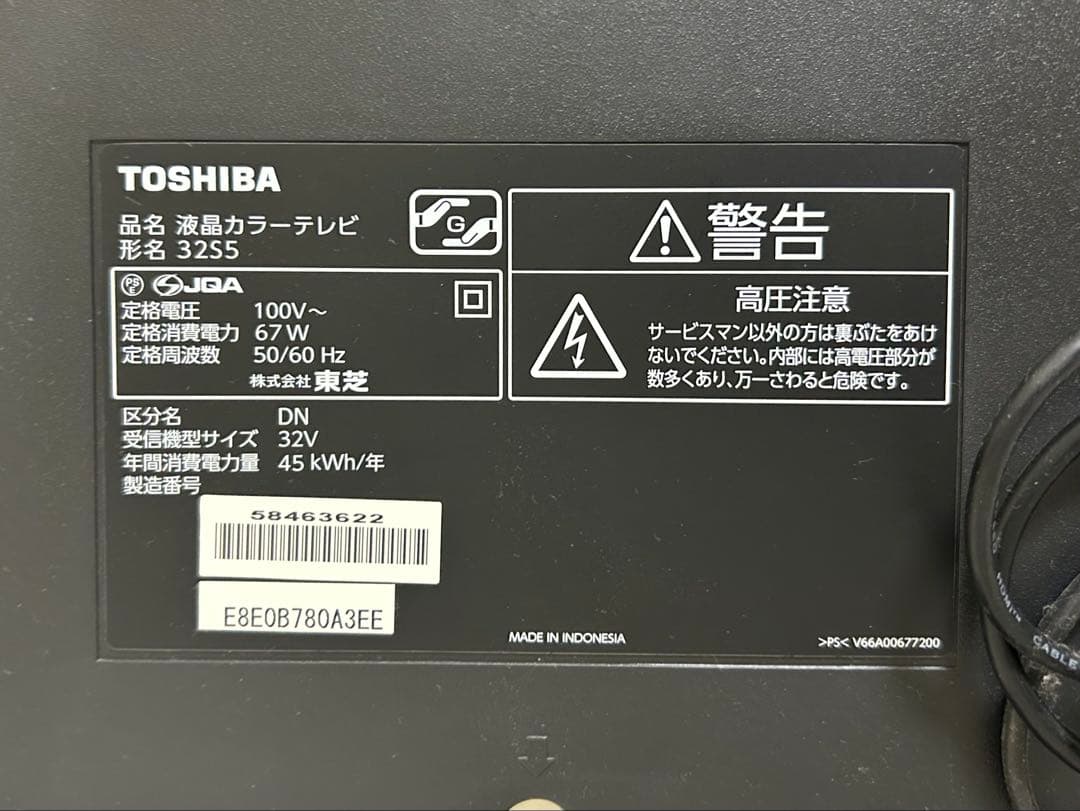 TOSHIBA
品名 液晶カラーテレビ
形名 32S5
G
PS
E
JQA
定格電圧 100V～
定格消費電力 67W
定格周波数 50/60 Hz
株式会社 東芝
区分名 DN
受信機型サイズ 32V
年間消費電力量 45 kWh/年
製造番号
58463622
E8E0B780A3EE
警告
高圧注意
サービスマン以外の方は裏ぶたをあけ
ないでください。内部には高電圧部分が
数多くあり、万一さわると危険です。
MADE IN INDONESIA
>PS< V66A00677200
CABLE